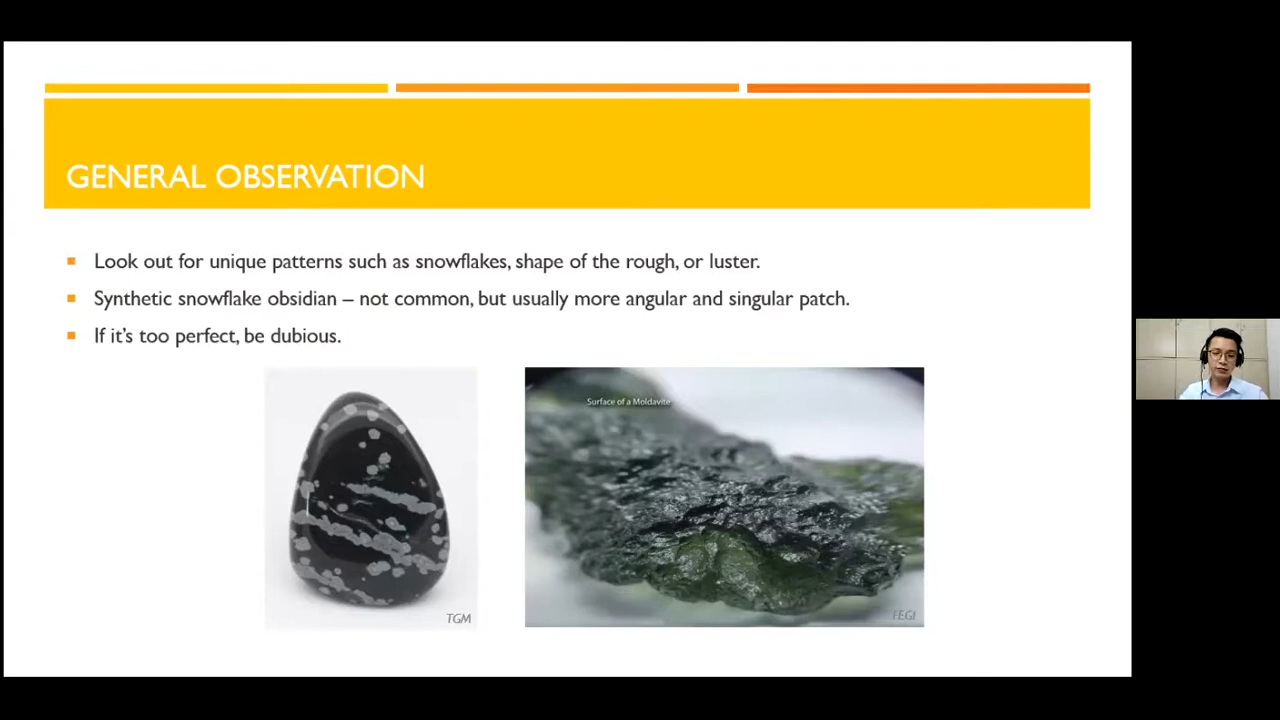 GENERAL OBSERVATION
Look out for unique patterns such as snowflakes, shape of the rough, or luster.
Synthetic snowflake obsidian – not common, but usually more angular and singular patch.
If it's too perfect, be dubious.
Surface of a Moldavite
TGM
FEGI